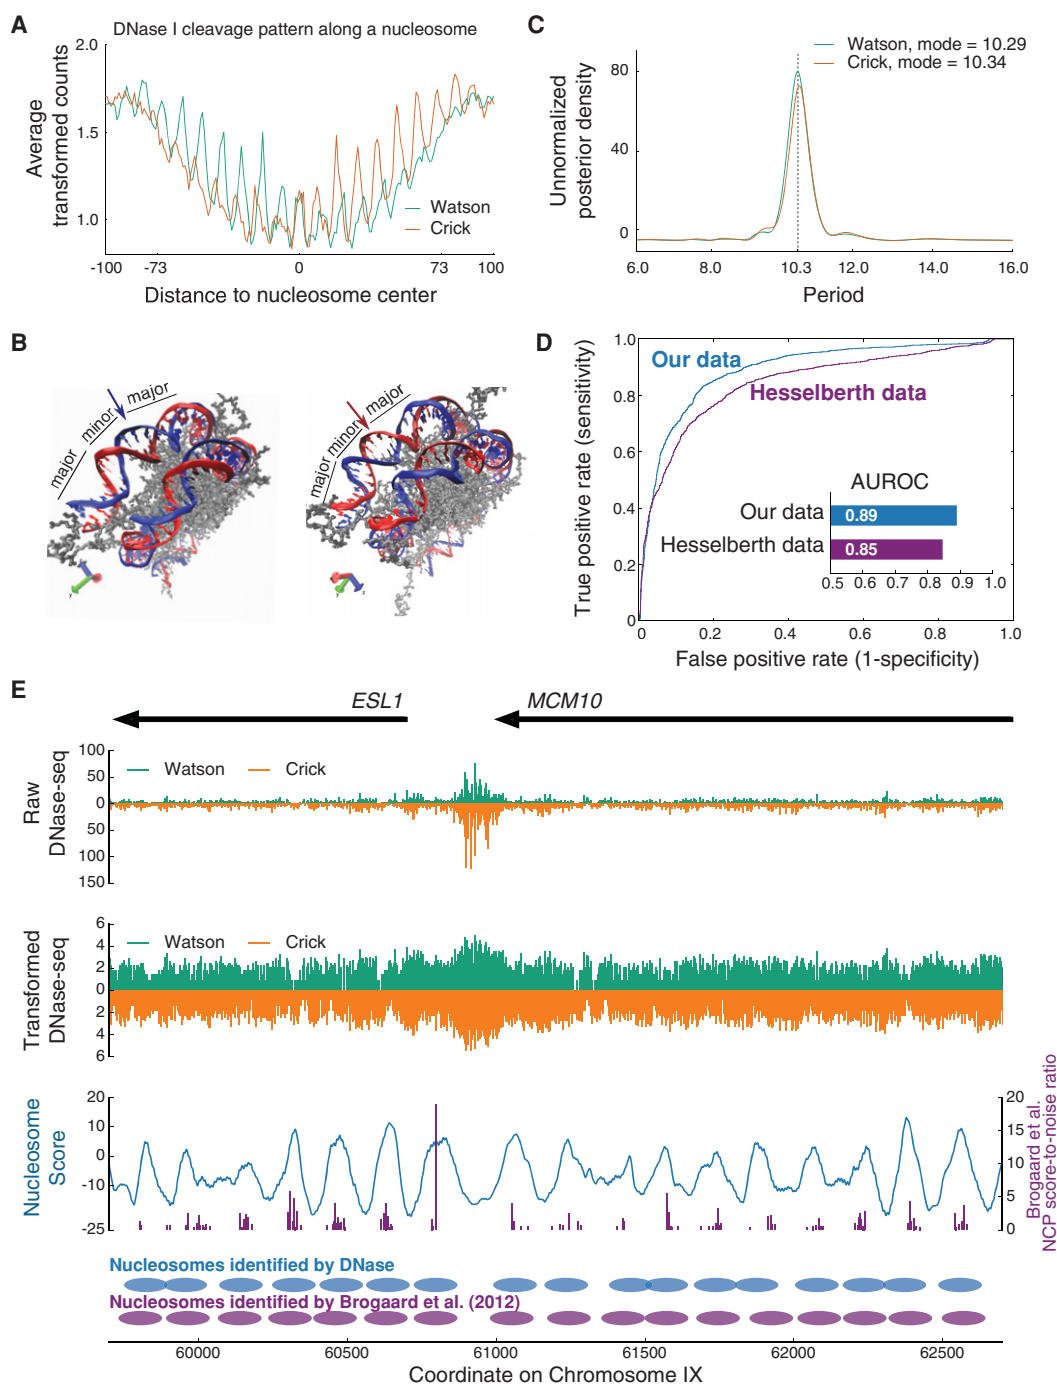 A
DNase I cleavage pattern along a nucleosome
2.0
1.5
1.0
Average
transformed counts
Watson
Crick
-100
-73
0
73
100
Distance to nucleosome center
C
Watson, mode = 10.29
Crick, mode = 10.34
80
40
0
Unnormalized
posterior density
6.0
8.0
10.3
12.0
14.0
16.0
Period
B
major
minor
major
major
minor
major
D
1.0
0.8
0.6
0.4
0.2
0
True positive rate (sensitivity)
Our data
Hesselberth data
AUROC
Our data
0.89
Hesselberth data
0.85
0.5
0.6
0.7
0.8
0.9
1.0
0
0.2
0.4
0.6
0.8
1.0
False positive rate (1-specificity)
E
ESL1
MCM10
100
50
0
50
100
150
Raw
DNase-seq
Watson
Crick
6
4
2
0
2
4
6
Transformed
DNase-seq
Watson
Crick
20
10
0
-10
-25
Nucleosome
Score
20
15
10
5
0
Brogaard et al.
NCP score-to-noise ratio
Nucleosomes identified by DNase
Nucleosomes identified by Brogaard et al. (2012)
60000
60500
61000
61500
62000
62500
Coordinate on Chromosome IX